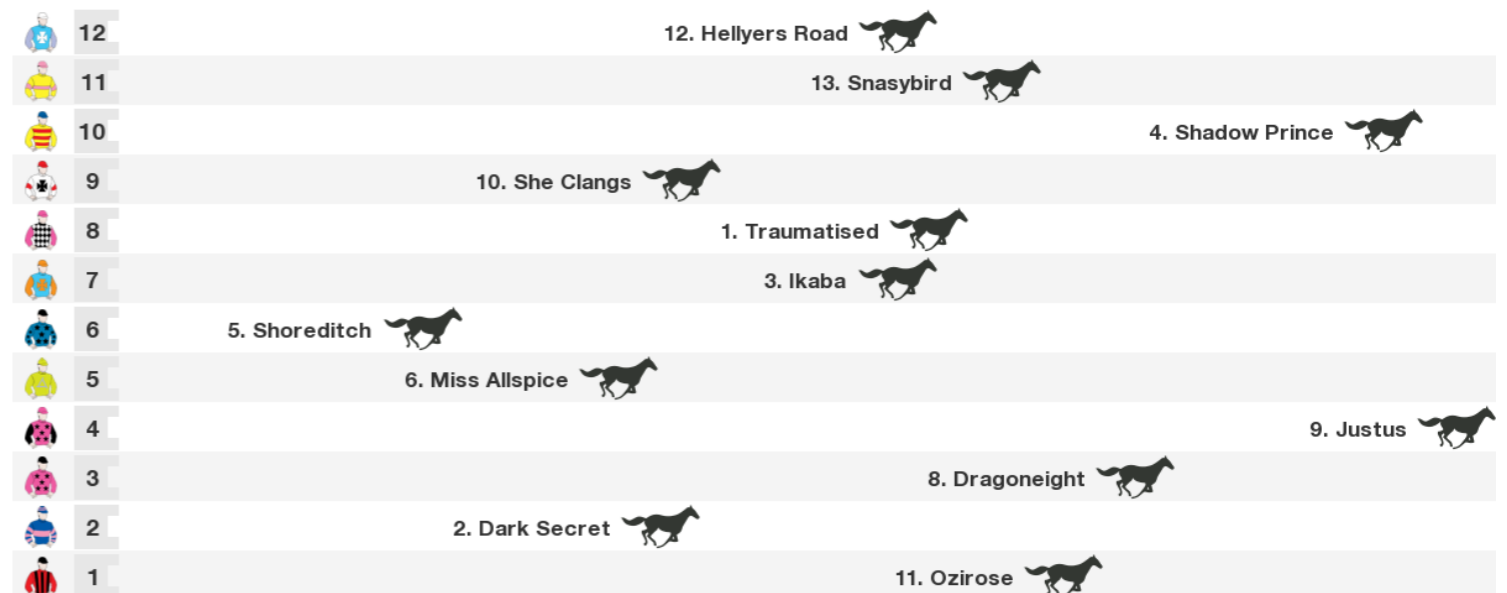 12 12. Hellyers Road
11 13. Snasybird
10 4. Shadow Prince
9 10. She Clangs
8 1. Traumatised
7 3. Ikaba
6 5. Shoreditch
5 6. Miss Allspice
4 9. Justus
3 8. Dragoneight
2 2. Dark Secret
1 11. Ozirose